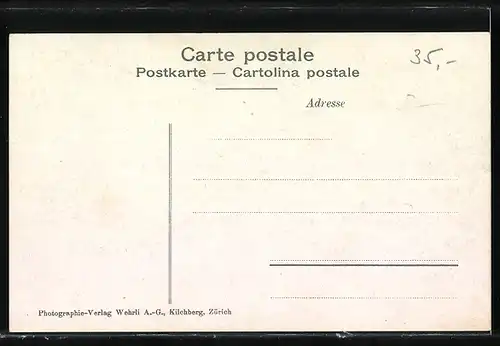 Carte postale
35,-
Postkarte — Cartolina postale
Adresse
Photographie-Verlag Wehrli A.-G., Kilchberg, Zürich